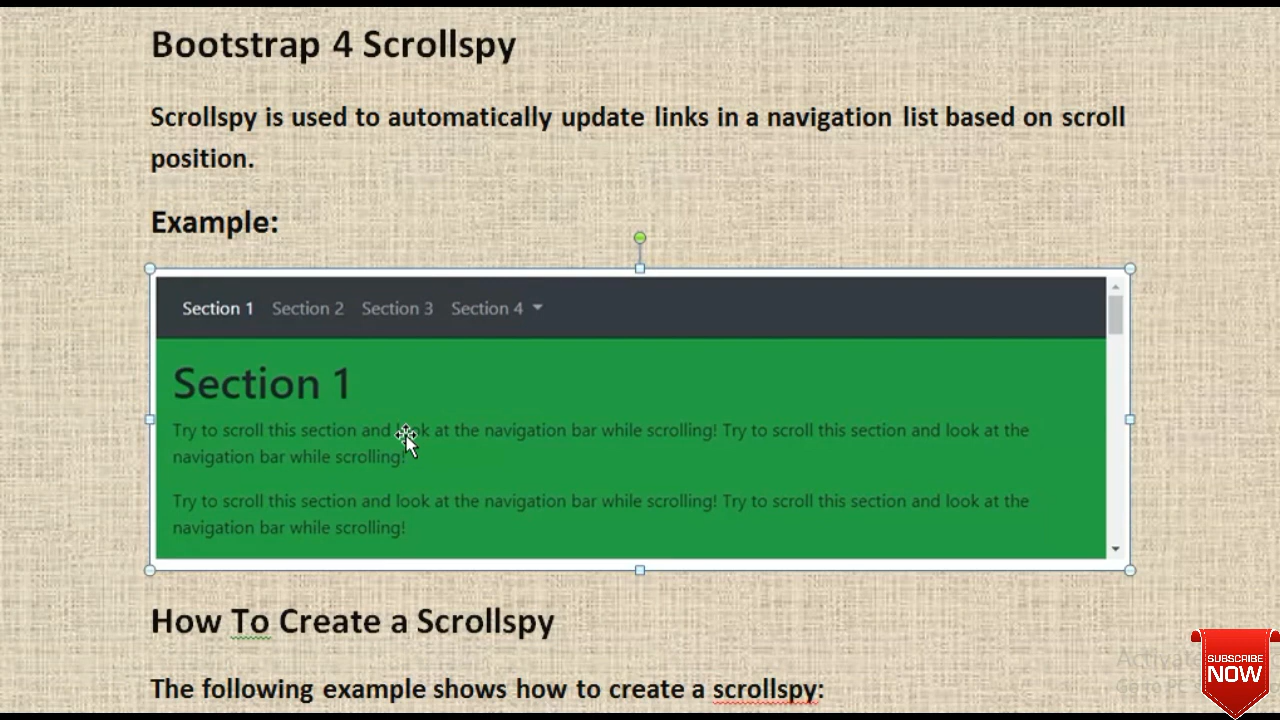 Bootstrap 4 Scrollspy
Scrollspy is used to automatically update links in a navigation list based on scroll
position.
Example:
Section 1 Section 2 Section 3 Section 4
Section 1
Try to scroll this section and look at the navigation bar while scrolling! Try to scroll this section and look at the
navigation bar while scrolling!
Try to scroll this section and look at the navigation bar while scrolling! Try to scroll this section and look at the
navigation bar while scrolling!
How To Create a Scrollspy
The following example shows how to create a scrollspy:
Activate
SUBSCRIBE
NOW